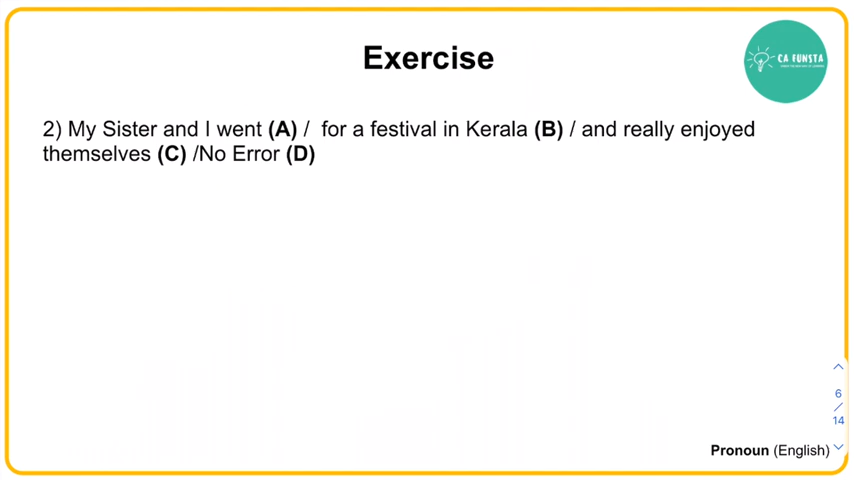 Exercise
CA FUNSTA
2) My Sister and I went (A) / for a festival in Kerala (B) / and really enjoyed
themselves (C) /No Error (D)
6
/
14
Pronoun (English)